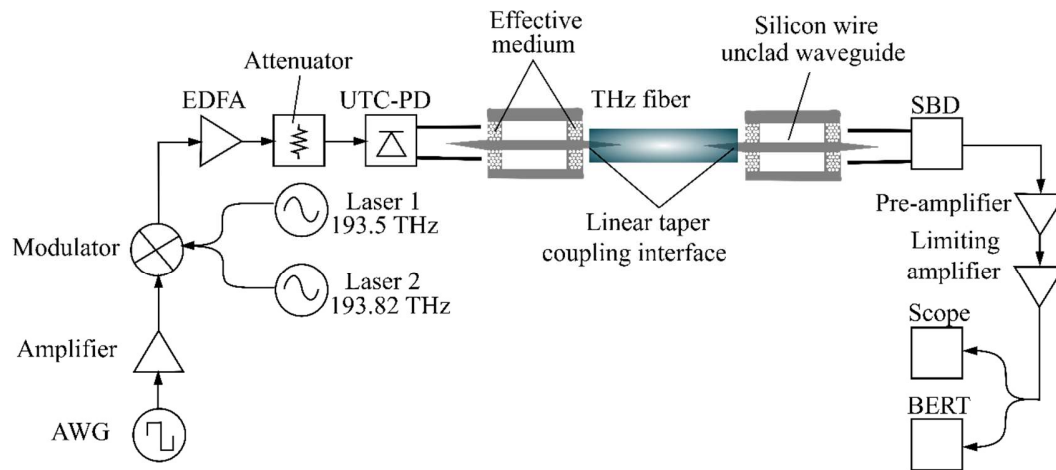 Effective
medium
Silicon wire
unclad waveguide
Attenuator
EDFA
UTC-PD
THz fiber
SBD
Laser 1
193.5 THz
Linear taper
coupling interface
Pre-amplifier
Modulator
Limiting
amplifier
Laser 2
193.82 THz
Scope
Amplifier
BERT
AWG